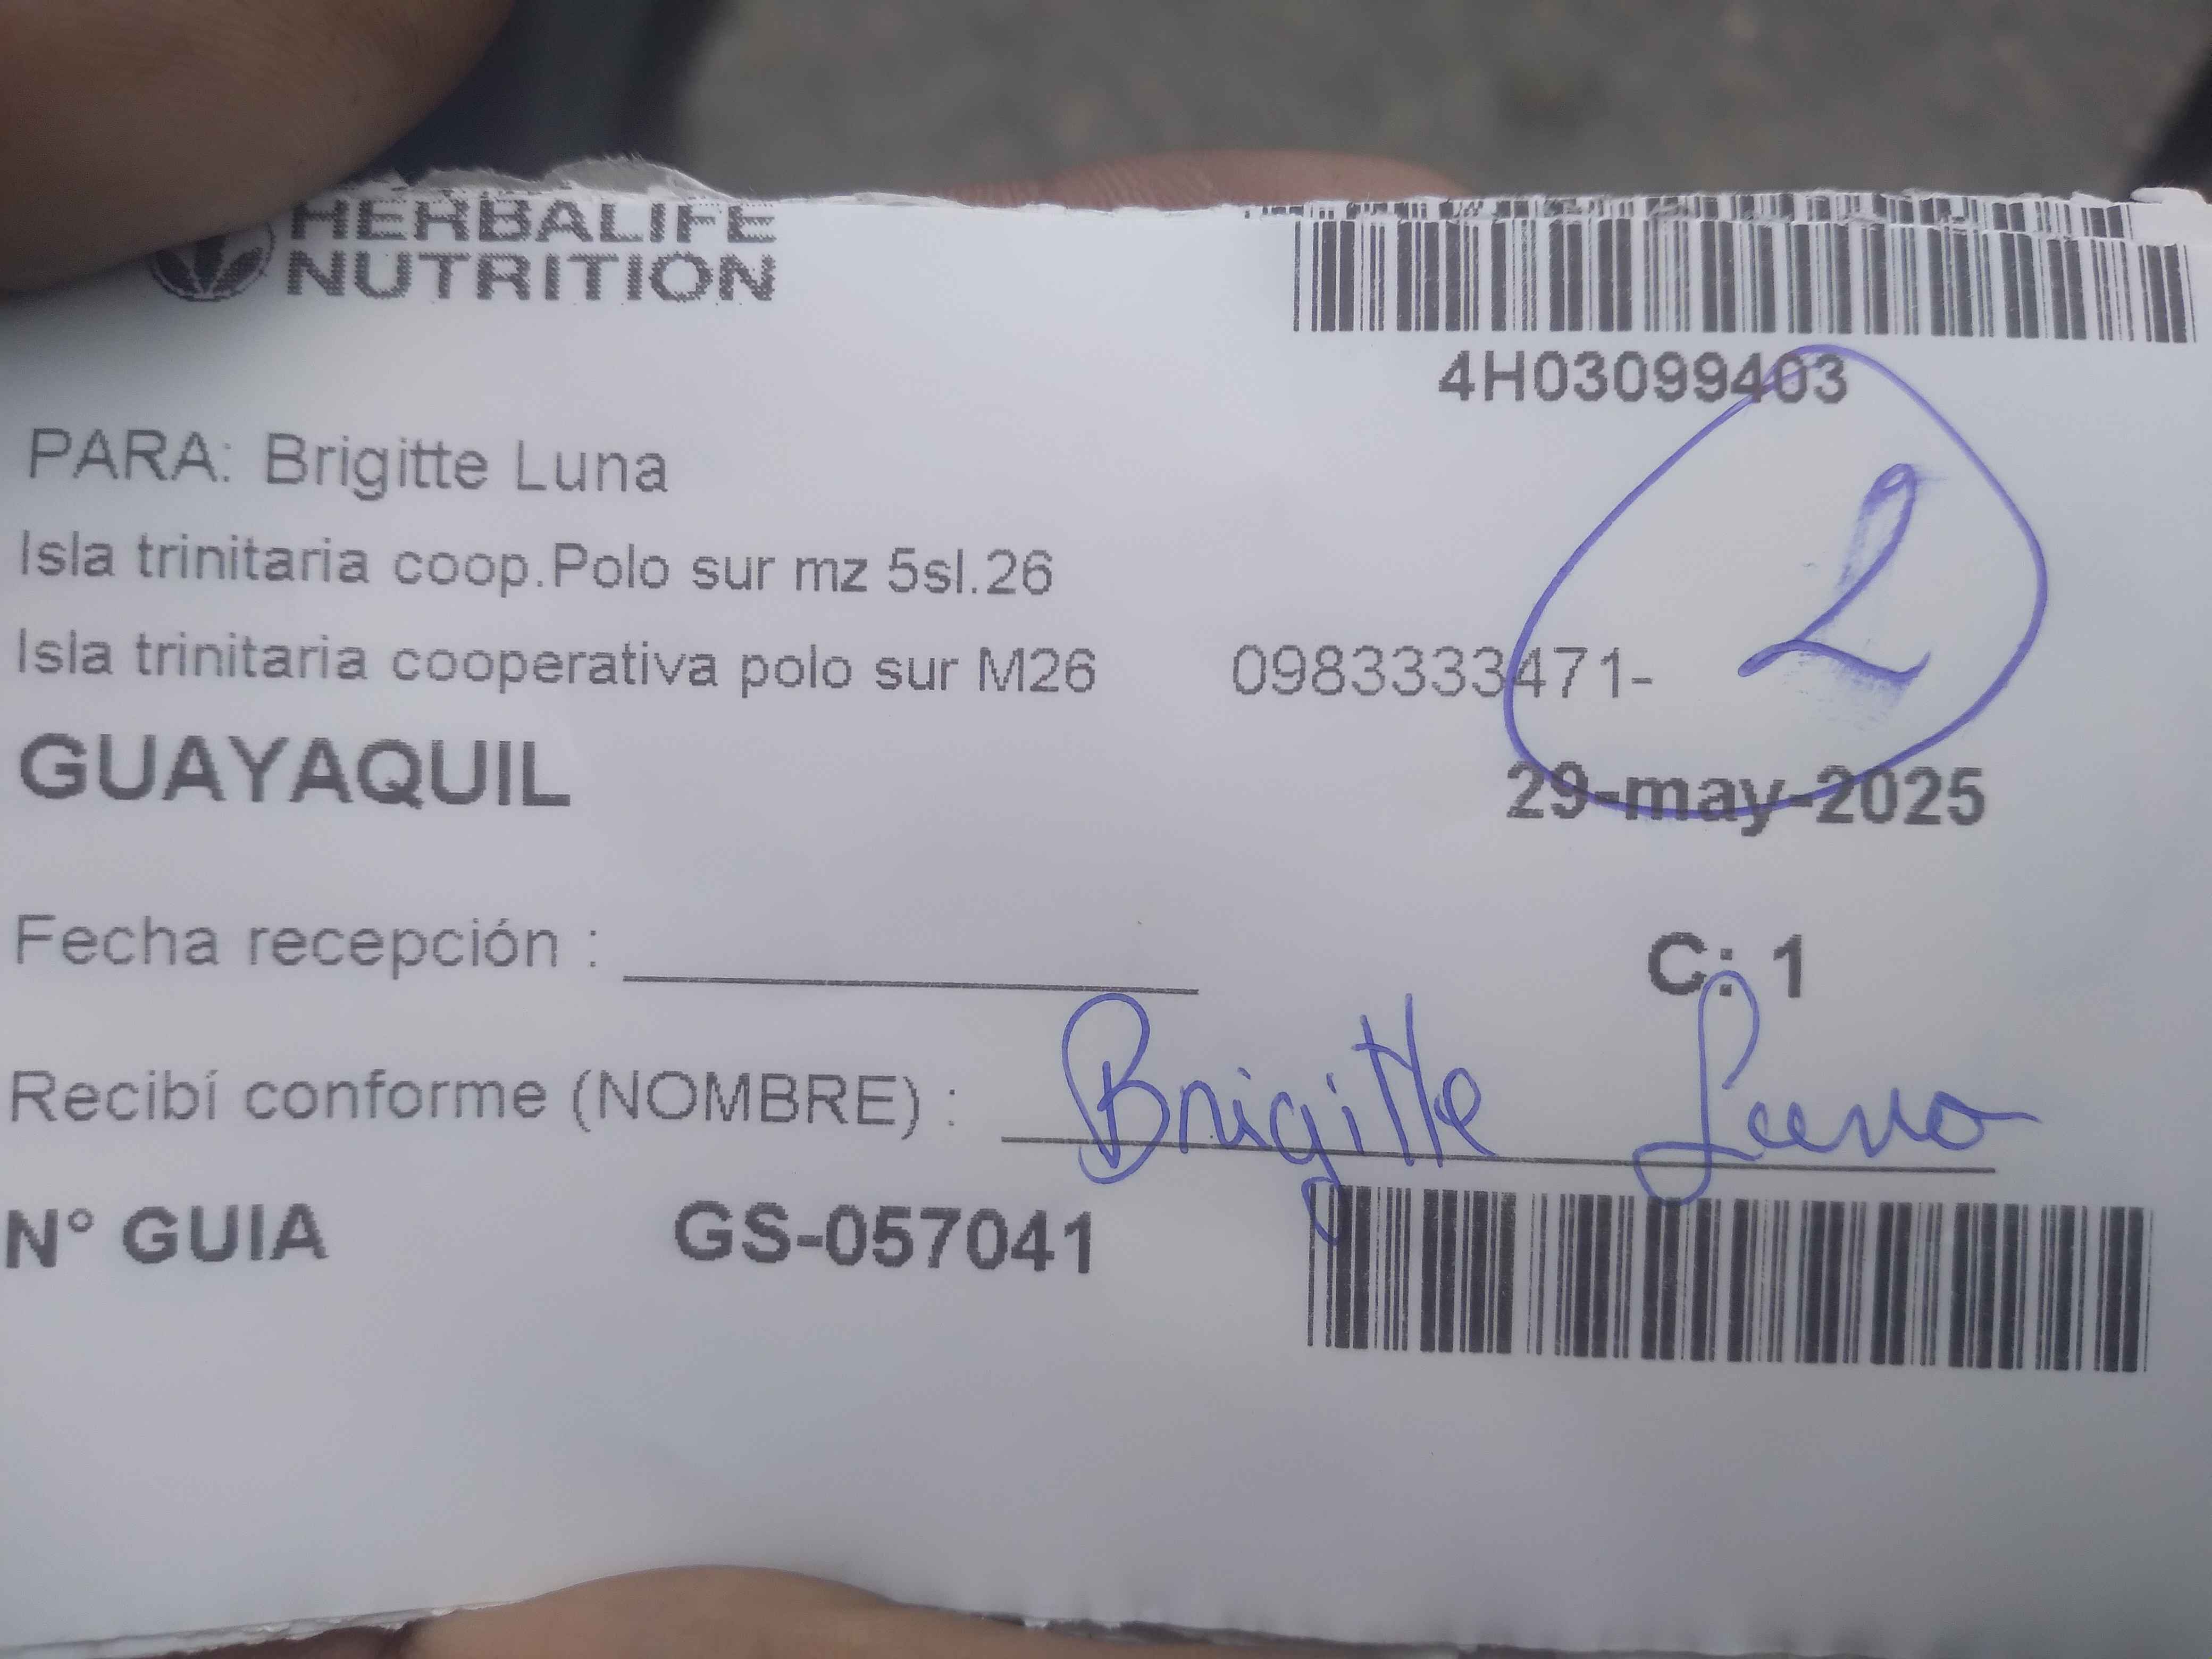 HERBALIFE
NUTRITION
4H03099403
PARA: Brigitte Luna
2
Isla trinitaria coop.Polo sur mz 5sl.26
Isla trinitaria cooperativa polo sur M26 0983333471-
GUAYAQUIL 29-may-2025
Fecha recepción : C: 1
Recibí conforme (NOMBRE) : Brigitte Luna
N° GUIA GS-057041